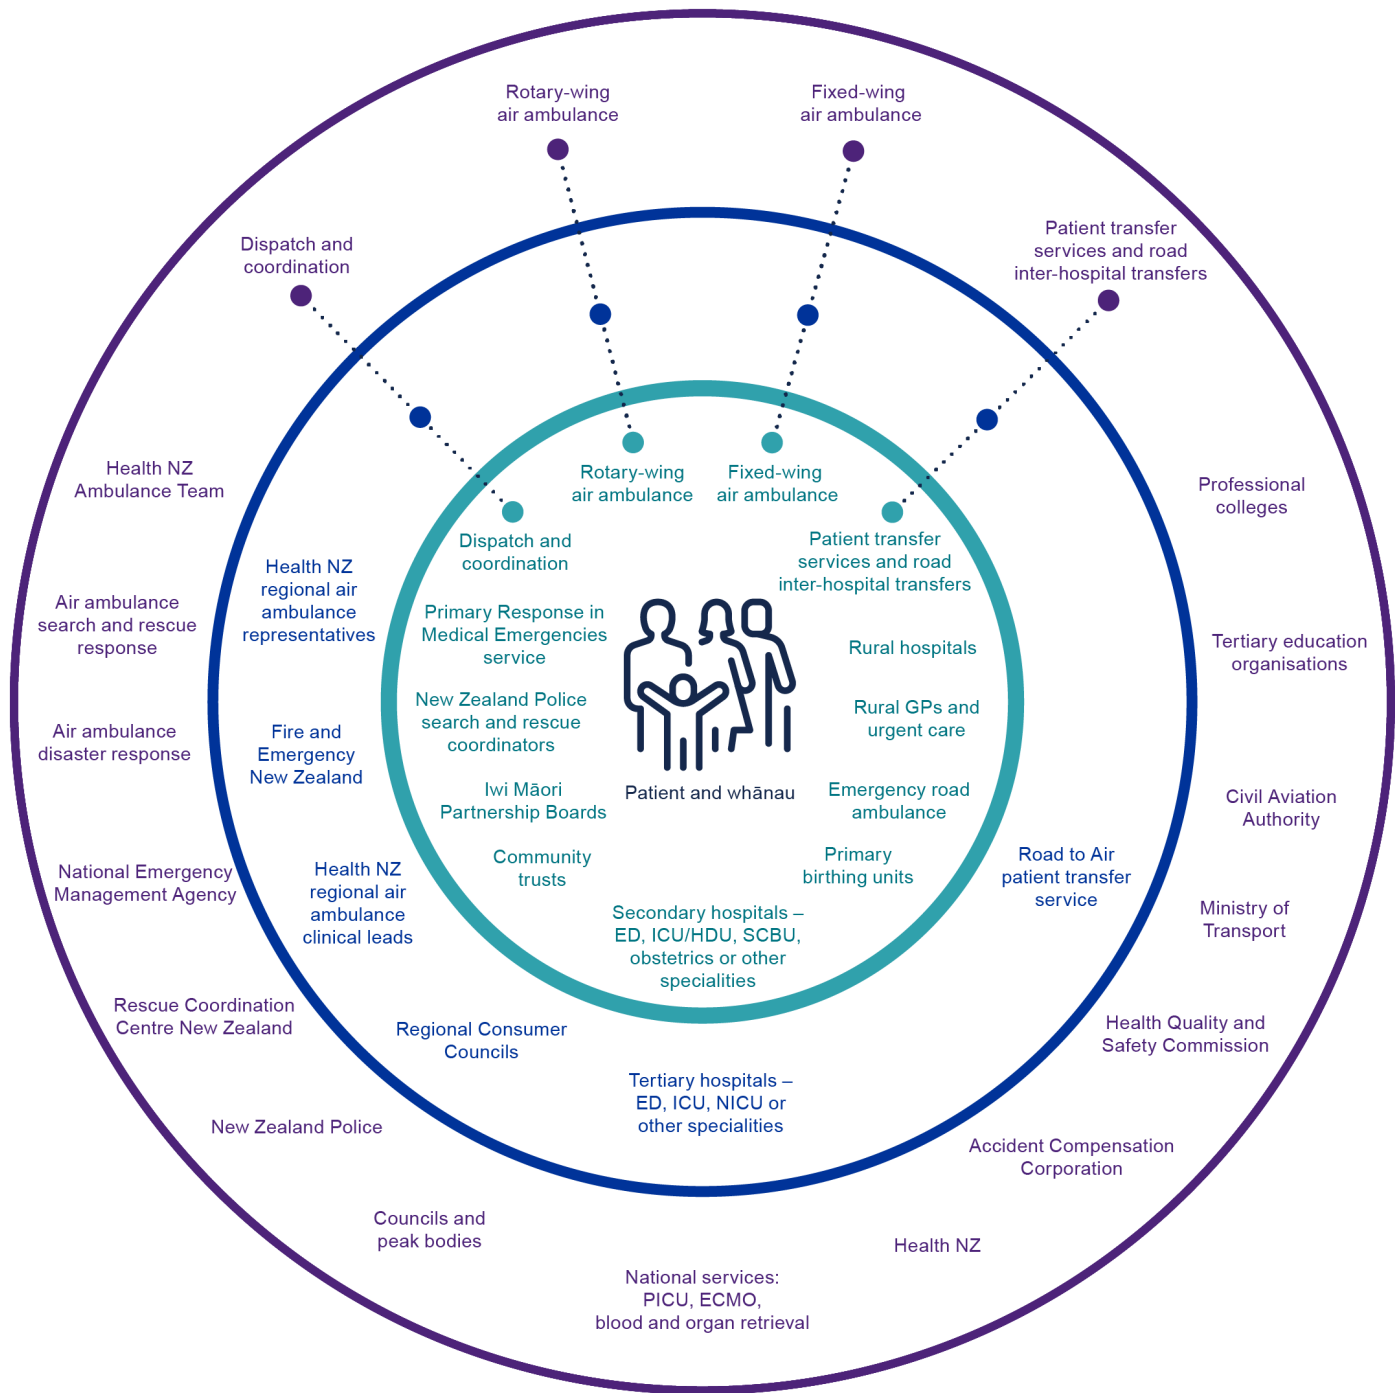 Rotary-wing
air ambulance
Fixed-wing
air ambulance
Dispatch and
coordination
Patient transfer
services and road
inter-hospital transfers
Health NZ
Ambulance Team
Air ambulance
search and rescue
response
Air ambulance
disaster response
National Emergency
Management Agency
Rescue Coordination
Centre New Zealand
New Zealand Police
Councils and
peak bodies
National services:
PICU, ECMO,
blood and organ retrieval
Health NZ
Accident Compensation
Corporation
Health Quality and
Safety Commission
Ministry of
Transport
Civil Aviation
Authority
Tertiary education
organisations
Professional
colleges
Health NZ
regional air
ambulance
representatives
Fire and
Emergency
New Zealand
Health NZ
regional air
ambulance
clinical leads
Regional Consumer
Councils
Tertiary hospitals –
ED, ICU, NICU or
other specialities
Road to Air
patient transfer
service
Rotary-wing
air ambulance
Fixed-wing
air ambulance
Dispatch and
coordination
Patient transfer
services and road
inter-hospital transfers
Primary Response in
Medical Emergencies
service
New Zealand Police
search and rescue
coordinators
Iwi Māori
Partnership Boards
Community
trusts
Secondary hospitals –
ED, ICU/HDU, SCBU,
obstetrics or other
specialities
Primary
birthing units
Emergency road
ambulance
Rural GPs and
urgent care
Rural hospitals
Patient and whānau